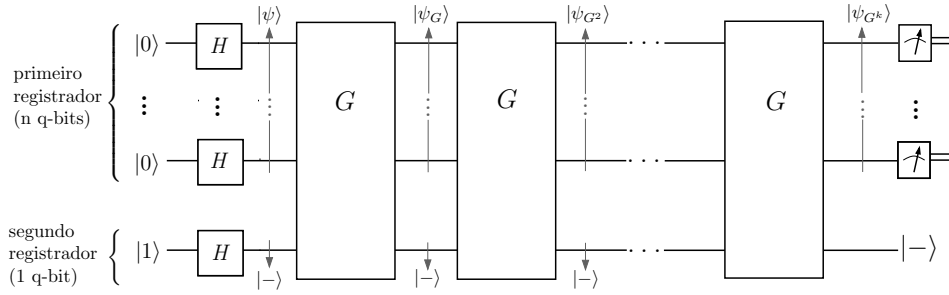 |ψ⟩ |ψ_G⟩ |ψ_{G²}⟩ |ψ_{G^k}⟩
|0⟩ H
primeiro
registrador
(n q-bits)
⋮ ⋮ G G G ⋮
|0⟩ H
segundo
registrador
(1 q-bit)
|1⟩ H |−⟩
|−⟩ |−⟩ |−⟩